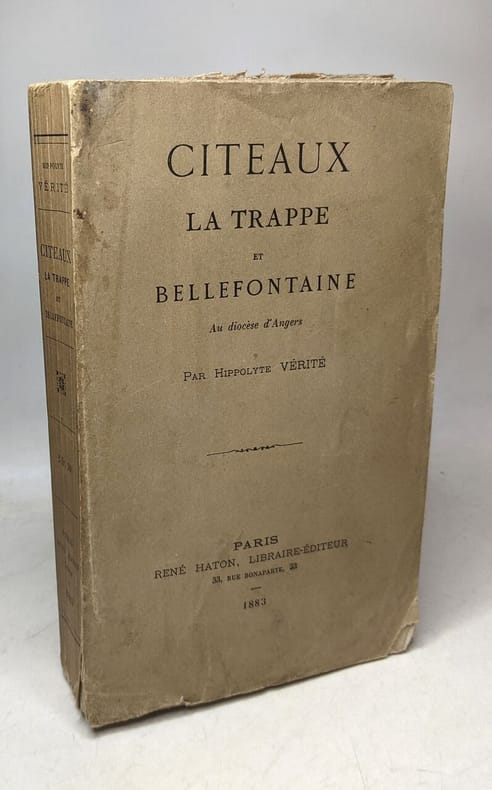 CITEAUX
LA TRAPPE
ET
BELLEFONTAINE
Au diocèse d'Angers
PAR HIPPOLYTE VÉRITÉ
PARIS
RENÉ HATON, LIBRAIRE-ÉDITEUR
33, RUE BONAPARTE, 33
1883
HIPPOLYTE
VÉRITÉ
CITEAUX
LA TRAPPE
ET
BELLEFONTAINE